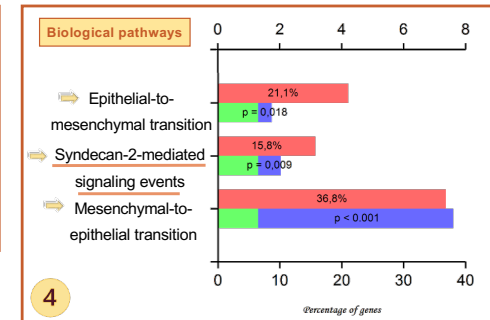 Biological pathways
0 2 4 6 8
Epithelial-to-
mesenchymal transition
21,1%
p = 0,018
Syndecan-2-mediated
signaling events
15,8%
p = 0,009
Mesenchymal-to-
epithelial transition
36,8%
p < 0.001
0 10 20 30 40
4
Percentage of genes